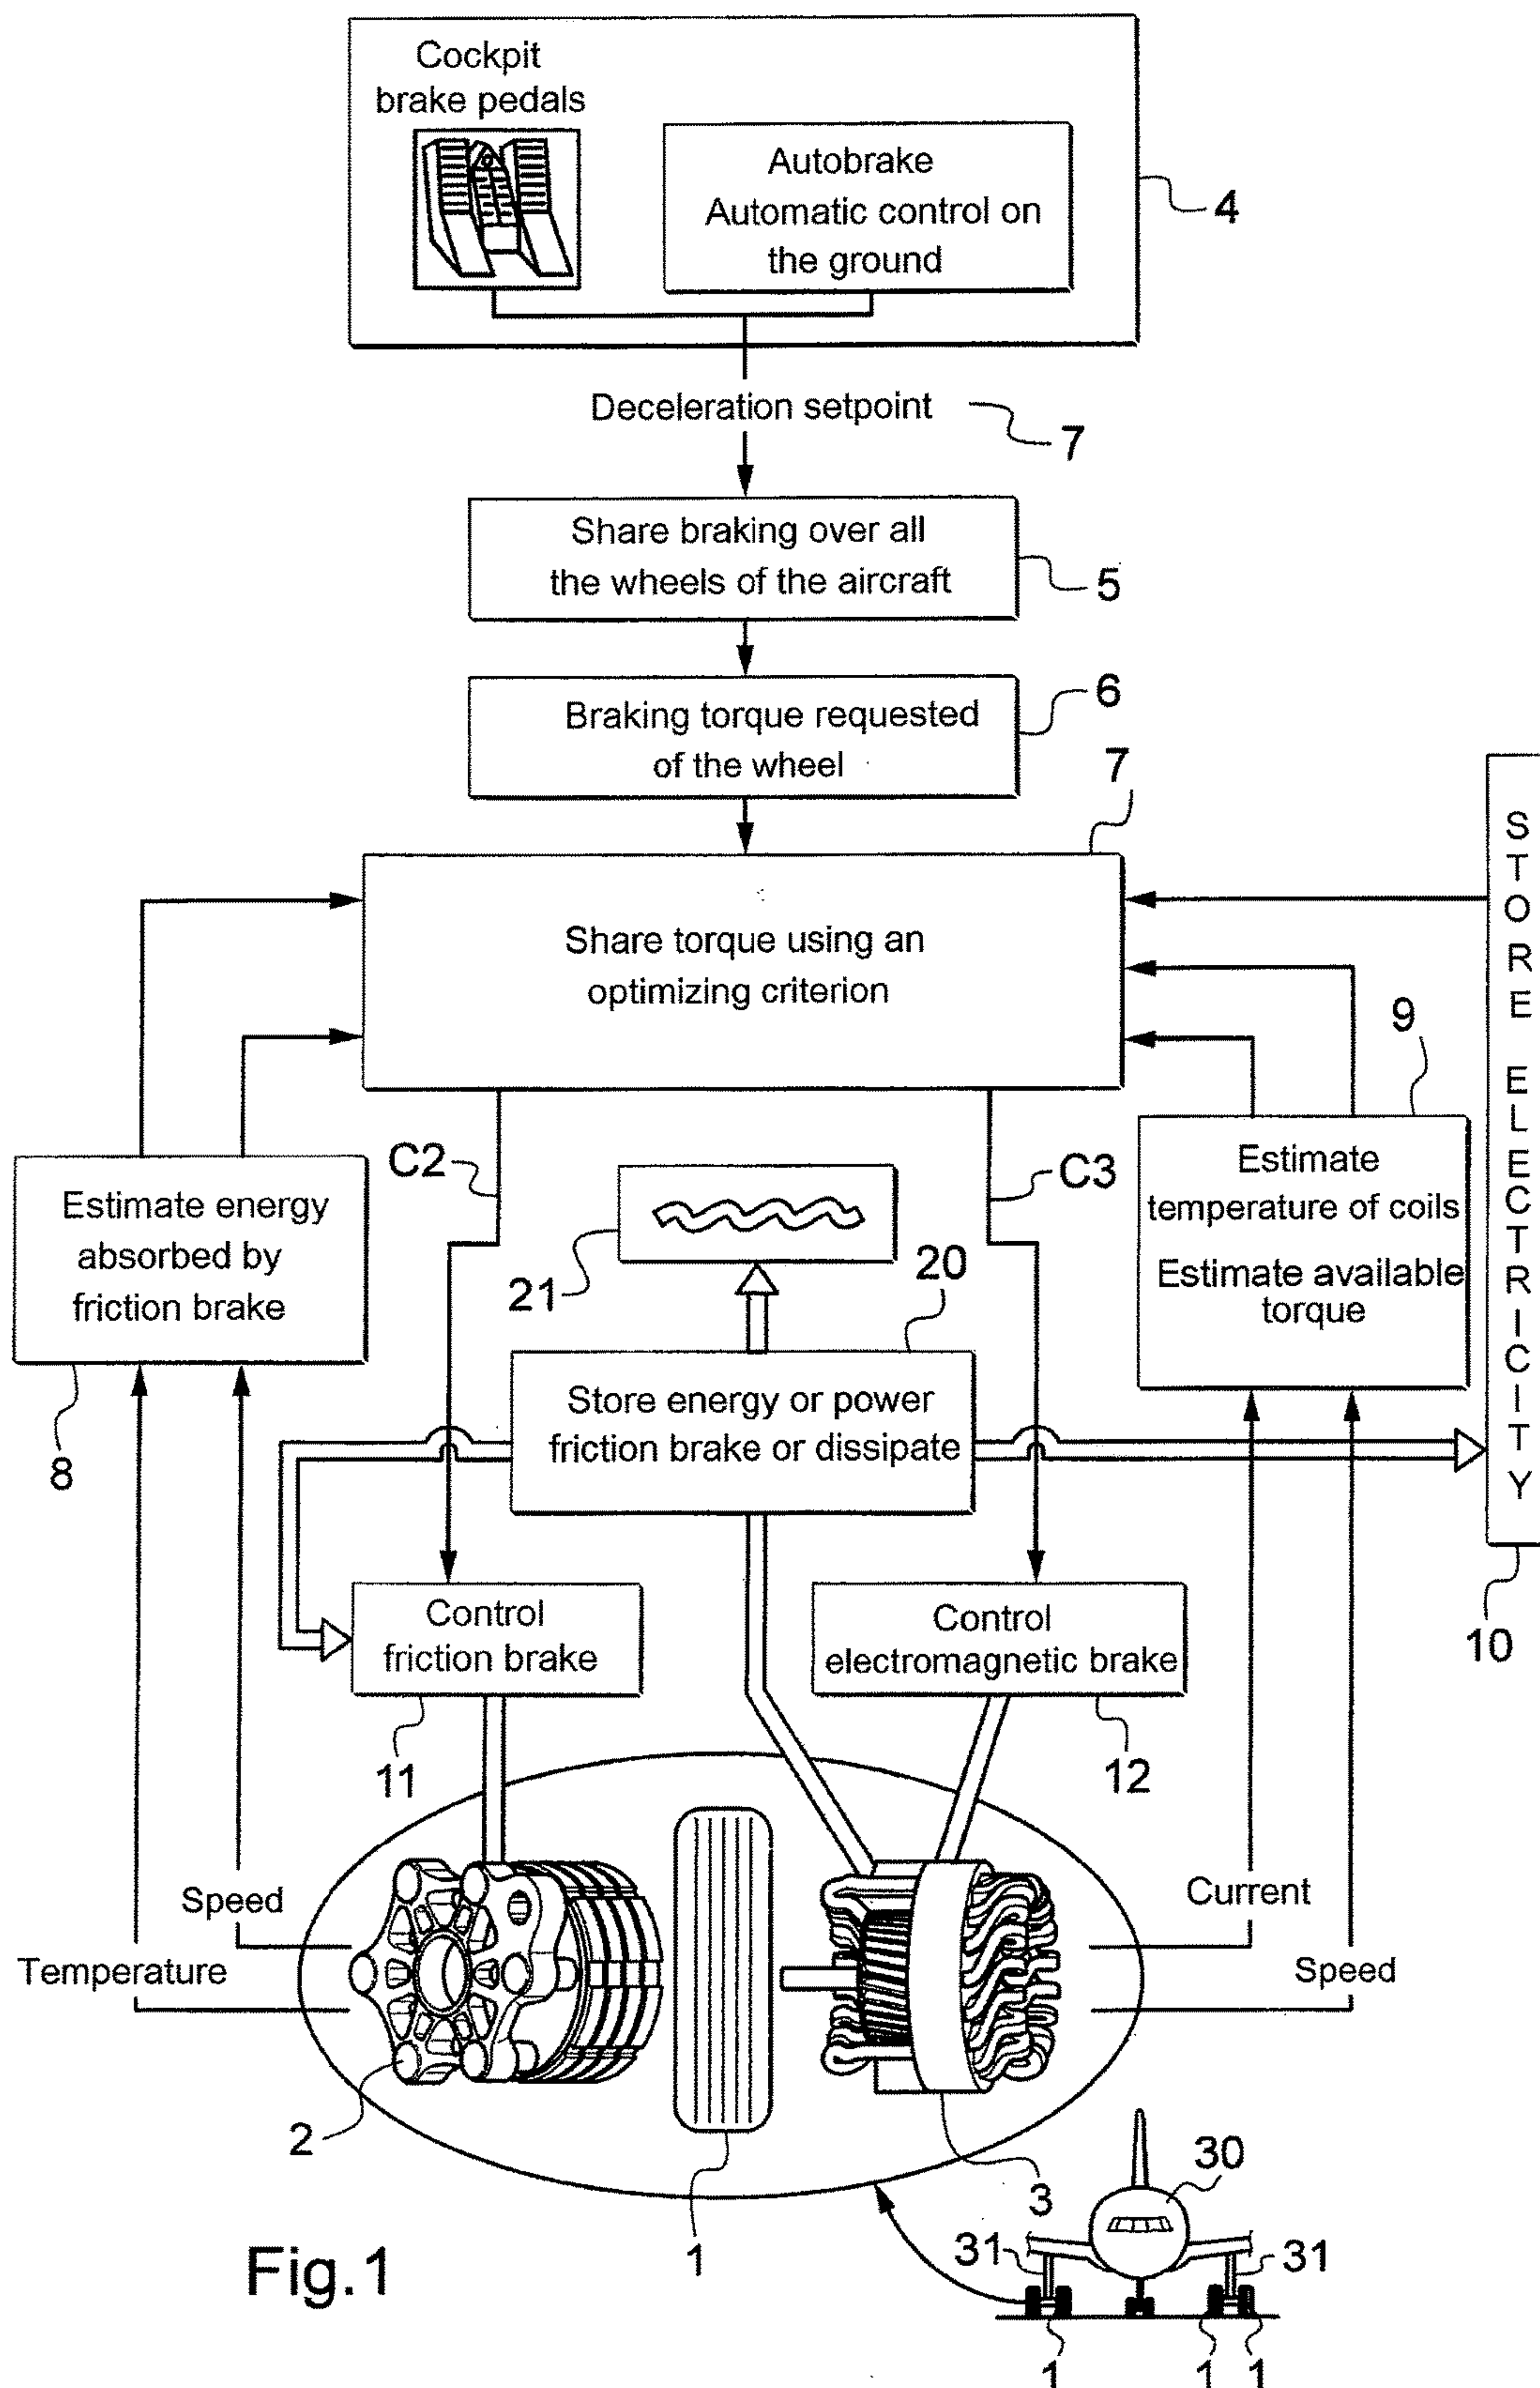 Cockpit
brake pedals
Autobrake
Automatic control on
the ground
4
Deceleration setpoint
7
Share braking over all
the wheels of the aircraft
5
Braking torque requested
of the wheel
6
7
Share torque using an
optimizing criterion
STORE ELECTRICITY
10
9
Estimate
temperature of coils
Estimate available
torque
Estimate energy
absorbed by
friction brake
8
C2
C3
21
20
Store energy or power
friction brake or dissipate
Control
friction brake
11
Control
electromagnetic brake
12
Speed
Temperature
Current
Speed
2
1
3
30
31
31
1
1
1
Fig.1